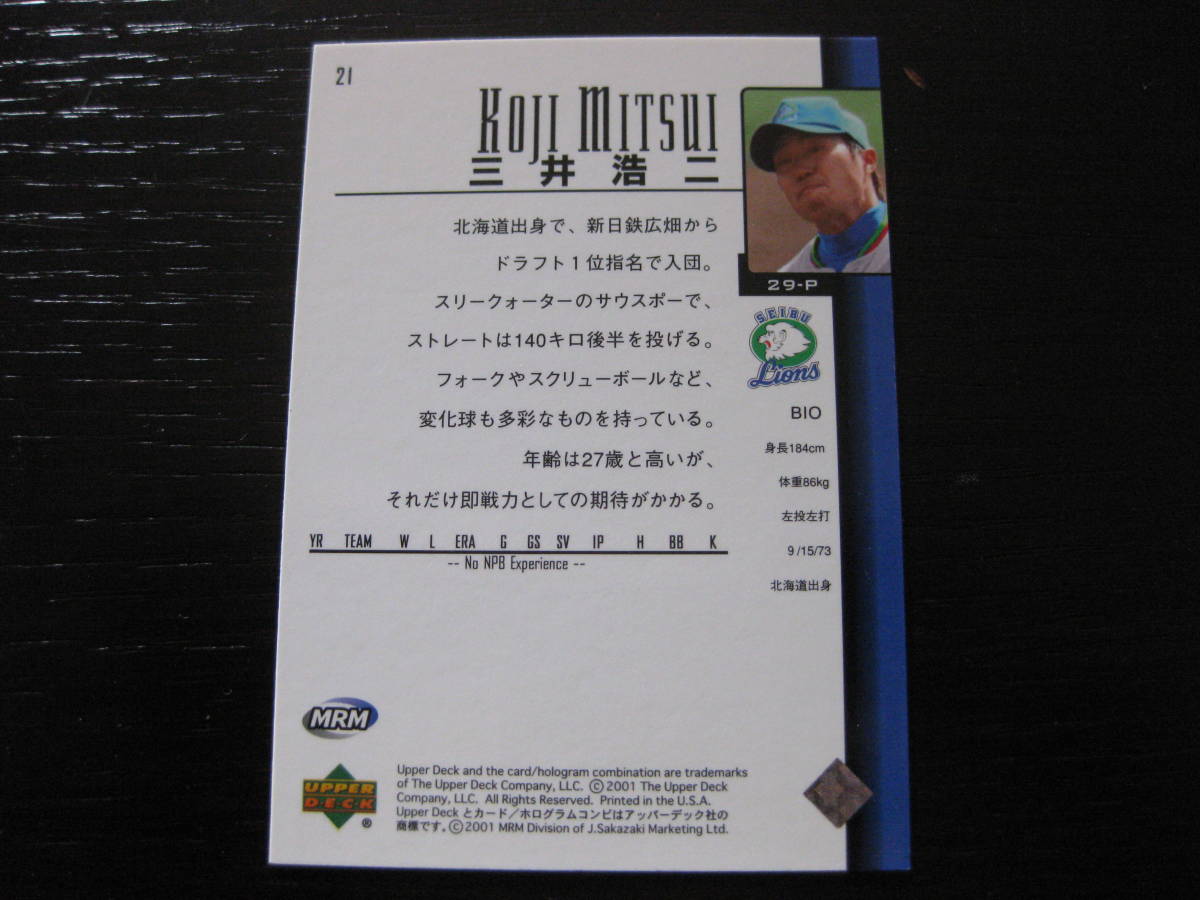 21
KOJI MITSUI
三井浩二
北海道出身で、新日鉄広畑から
ドラフト1位指名で入団。
スリークォーターのサウスポーで、
ストレートは140キロ後半を投げる。
フォークやスクリューボールなど、
変化球も多彩なものを持っている。
年齢は27歳と高いが、
それだけ即戦力としての期待がかかる。
YR TEAM W L ERA G GS SV IP H BB K
-- No NPB Experience --
29-P
SEIBU
Lions
BIO
身長184cm
体重86kg
左投左打
9/15/73
北海道出身
MRM
UPPER
DECK
®
Upper Deck and the card/hologram combination are trademarks
of The Upper Deck Company, LLC. ©2001 The Upper Deck
Company, LLC. All Rights Reserved. Printed in the U.S.A.
Upper Deck とカード/ホログラムコンビはアッパーデック社の
商標です。©2001 MRM Division of J.Sakazaki Marketing Ltd.